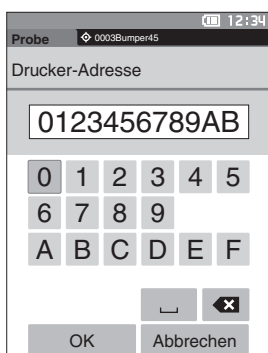 12:34
Probe 0003Bumper45
Drucker-Adresse
0123456789AB
0 1 2 3 4 5
6 7 8 9
A B C D E F
OK Abbrechen